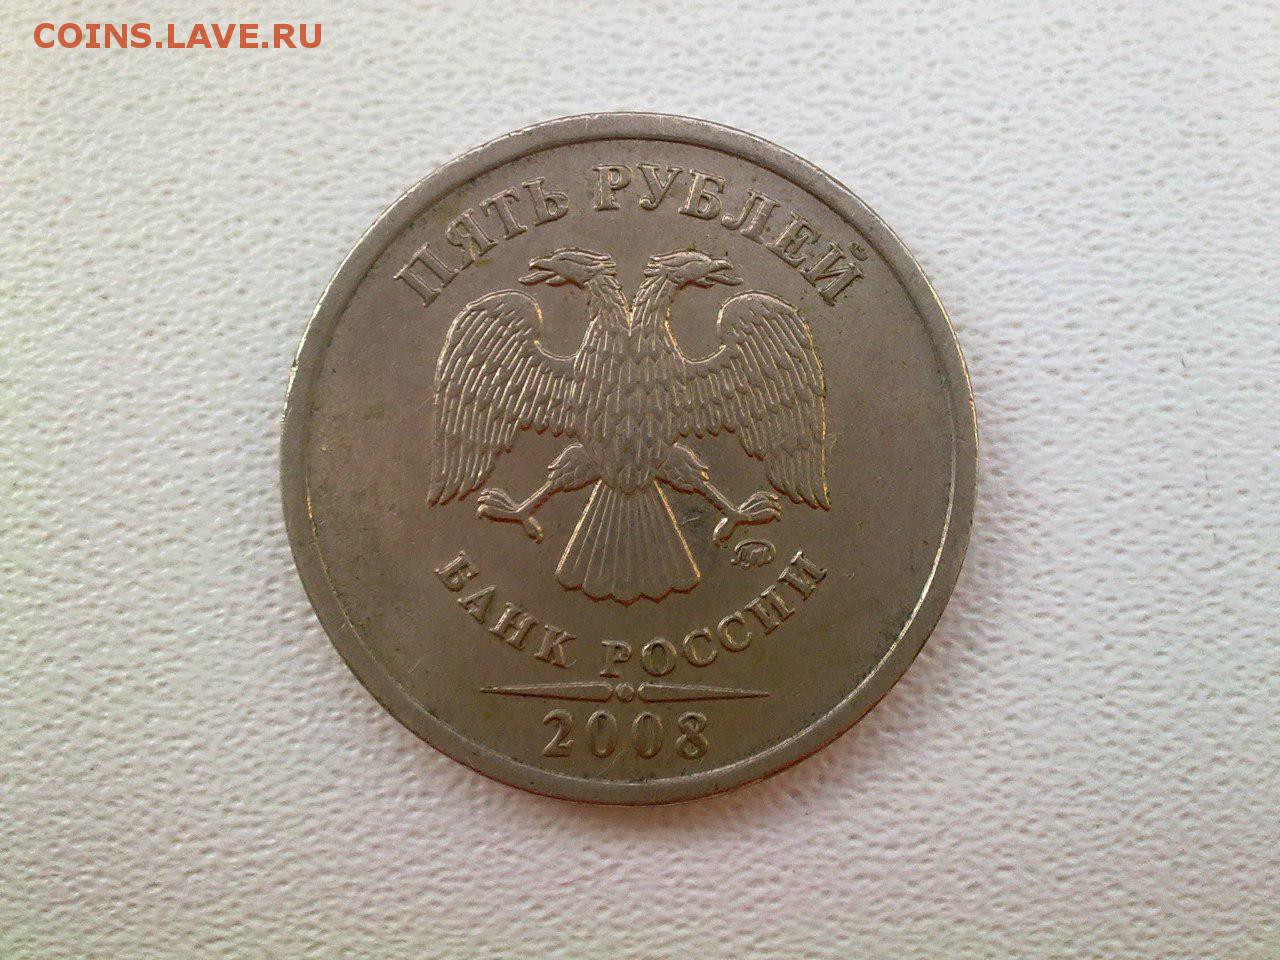 COINS.LAVE.RU
ПЯТЬ РУБЛЕЙ
ММД
БАНК РОССИИ
2008